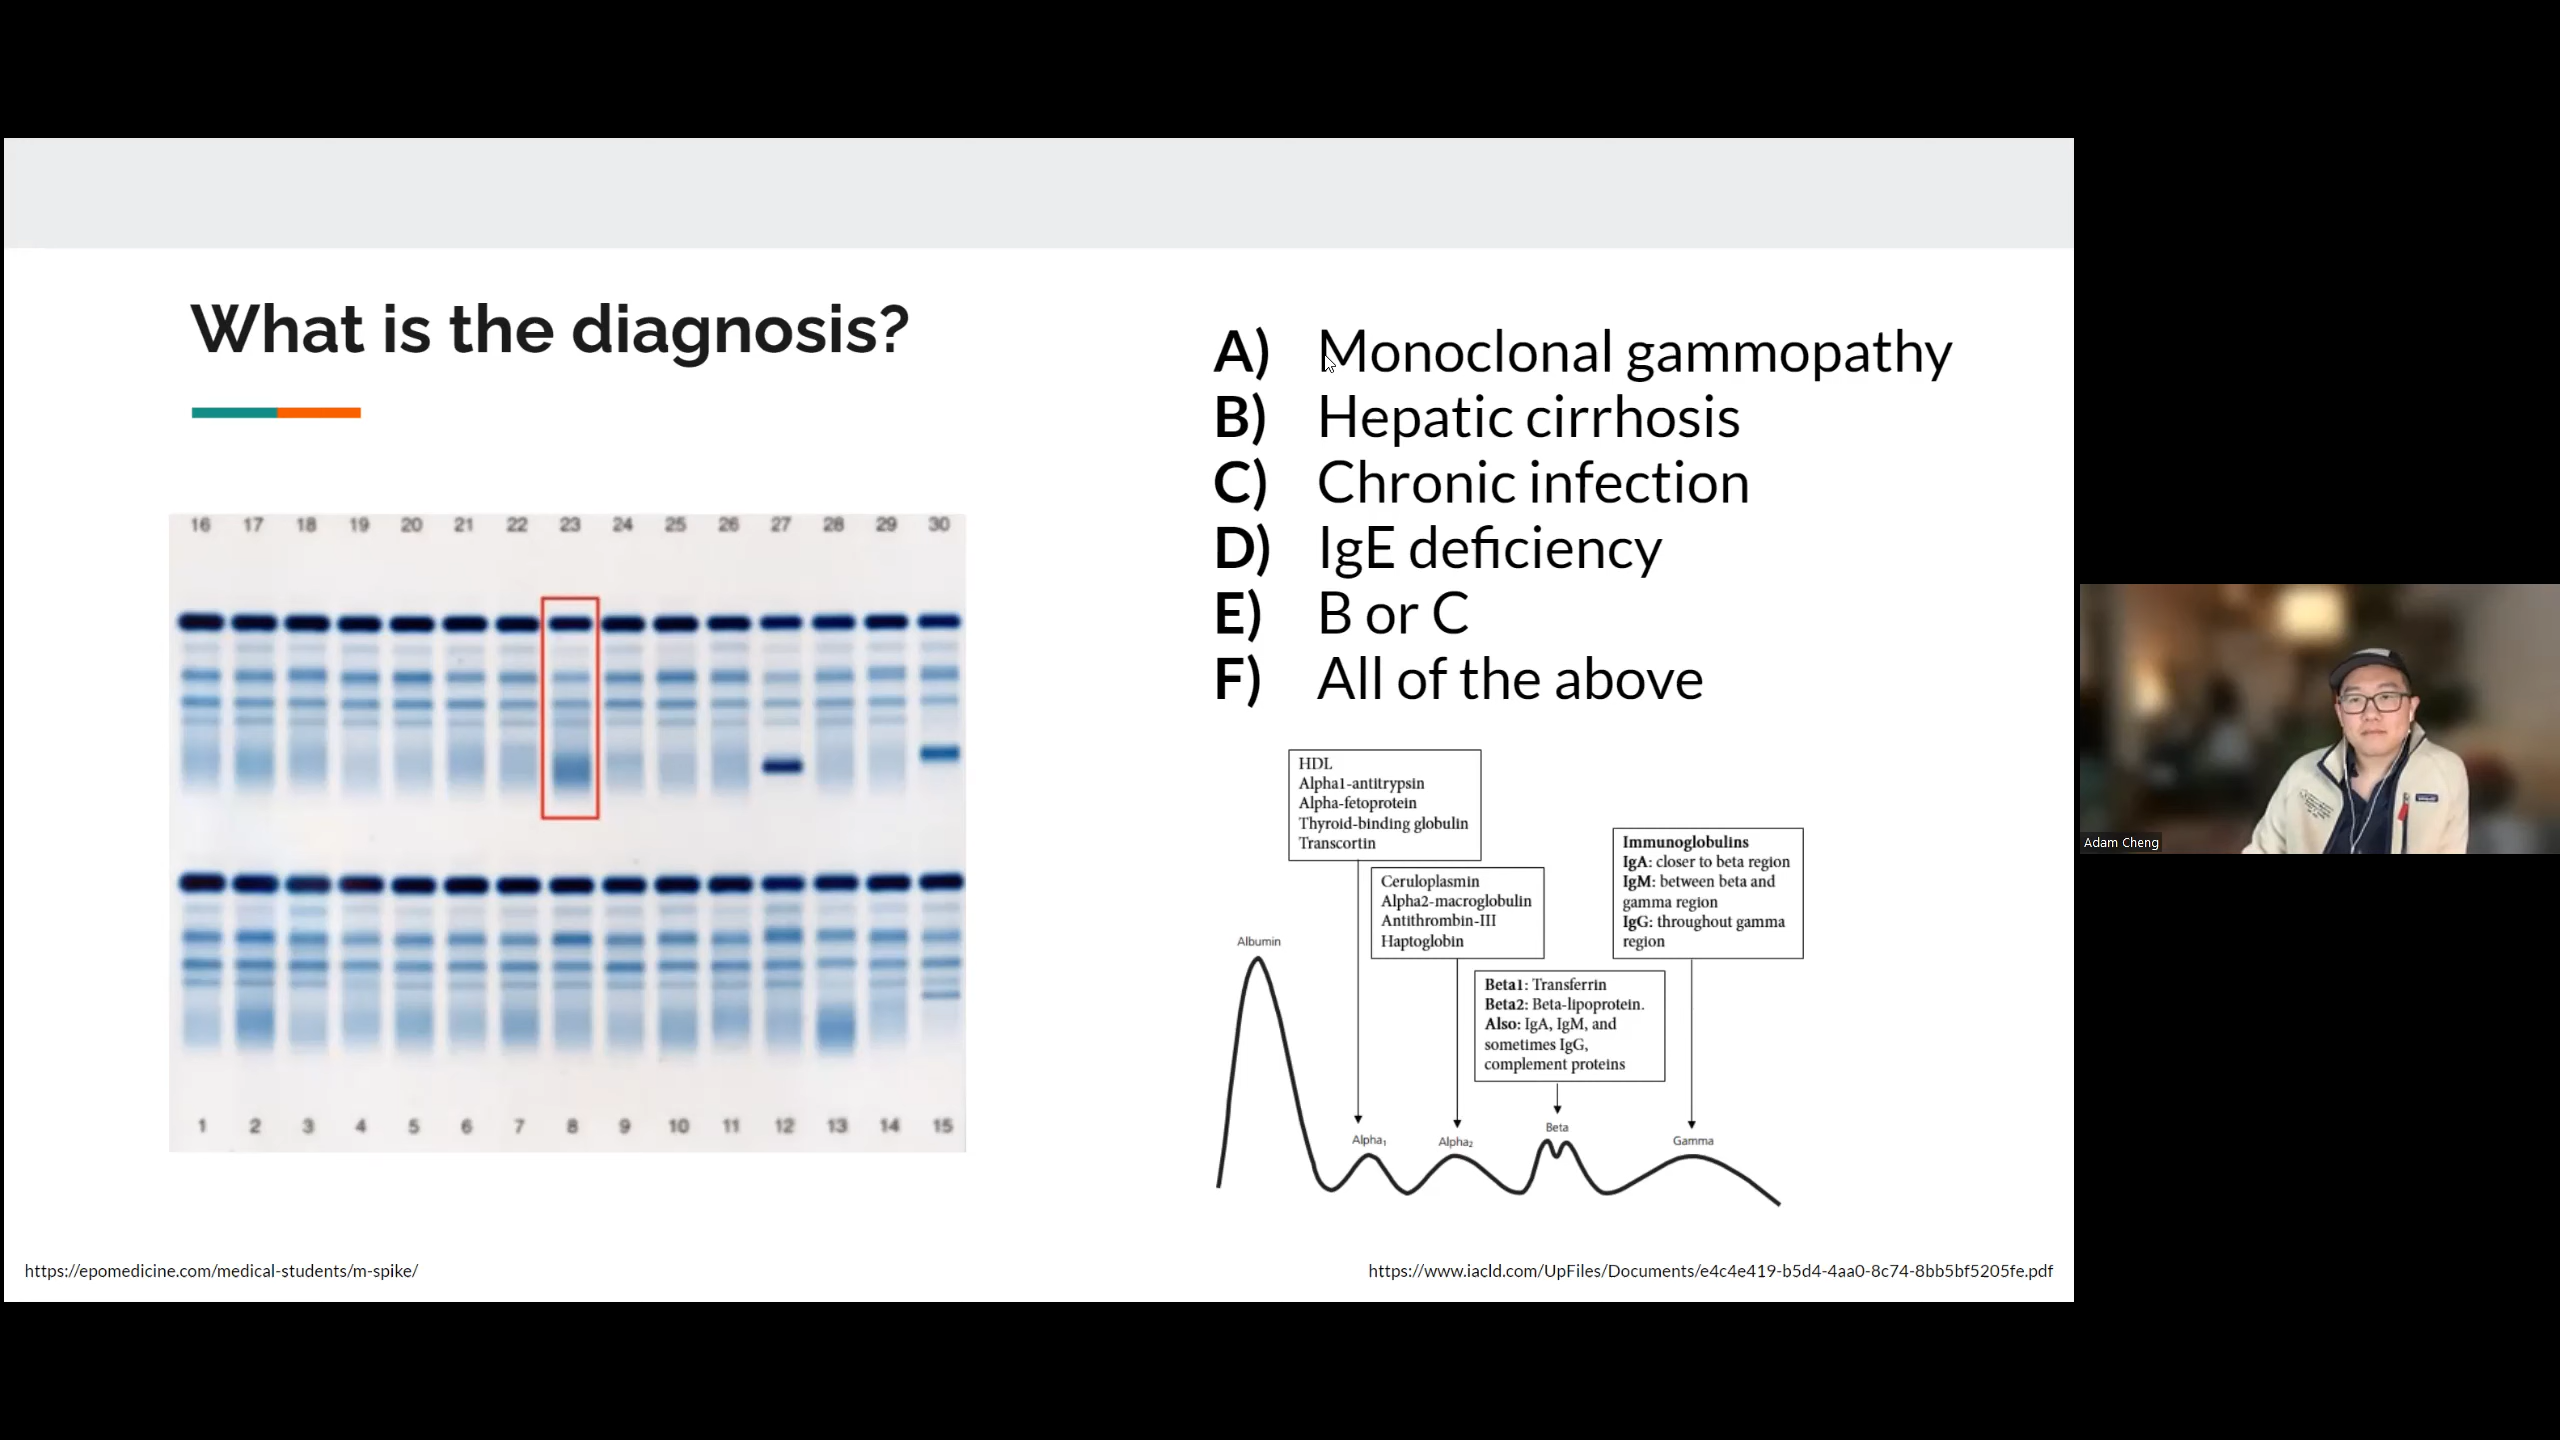 What is the diagnosis?
A) Monoclonal gammopathy
B) Hepatic cirrhosis
C) Chronic infection
D) IgE deficiency
E) B or C
F) All of the above
16 17 18 19 20 21 22 23 24 25 26 27 28 29 30
1 2 3 4 5 6 7 8 9 10 11 12 13 14 15
HDL
Alpha1-antitrypsin
Alpha-fetoprotein
Thyroid-binding globulin
Transcortin
Ceruloplasmin
Alpha2-macroglobulin
Antithrombin-III
Haptoglobin
Beta1: Transferrin
Beta2: Beta-lipoprotein.
Also: IgA, IgM, and
sometimes IgG,
complement proteins
Immunoglobulins
IgA: closer to beta region
IgM: between beta and
gamma region
IgG: throughout gamma
region
Albumin
Alpha₁
Alpha₂
Beta
Gamma
https://epomedicine.com/medical-students/m-spike/
https://www.iacld.com/UpFiles/Documents/e4c4e419-b5d4-4aa0-8c74-8bb5bf5205fe.pdf
Adam Cheng